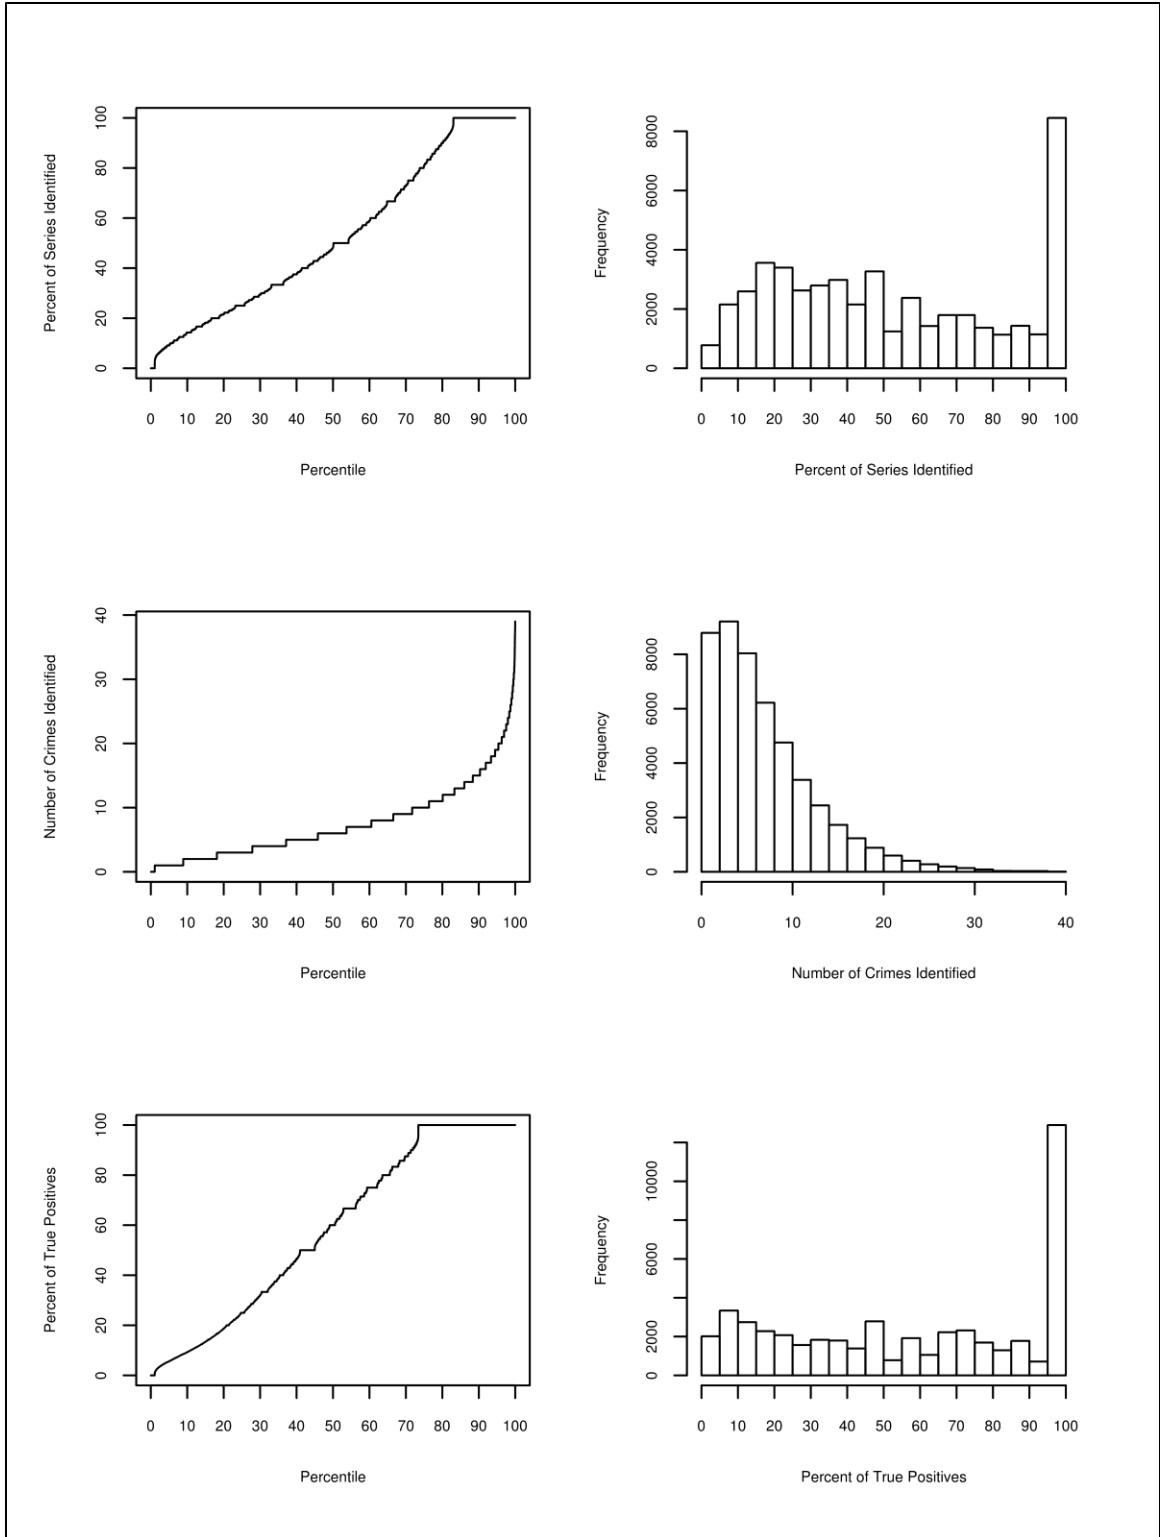 Percent of Series Identified
100
80
60
40
20
0
0 10 20 30 40 50 60 70 80 90 100
Percentile
Frequency
8000
6000
4000
2000
0
0 10 20 30 40 50 60 70 80 90 100
Percent of Series Identified
Number of Crimes Identified
40
30
20
10
0
0 10 20 30 40 50 60 70 80 90 100
Percentile
Frequency
8000
6000
4000
2000
0
0 10 20 30 40
Number of Crimes Identified
Percent of True Positives
100
80
60
40
20
0
0 10 20 30 40 50 60 70 80 90 100
Percentile
Frequency
10000
6000
2000
0
0 10 20 30 40 50 60 70 80 90 100
Percent of True Positives